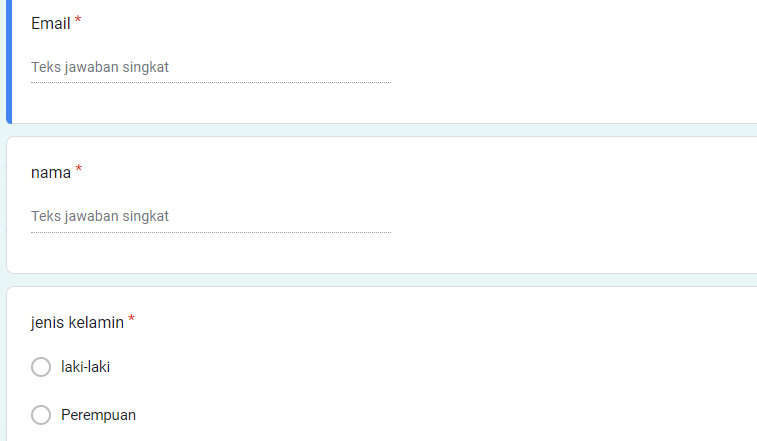 Email *
Teks jawaban singkat
nama *
Teks jawaban singkat
jenis kelamin *
laki-laki
Perempuan